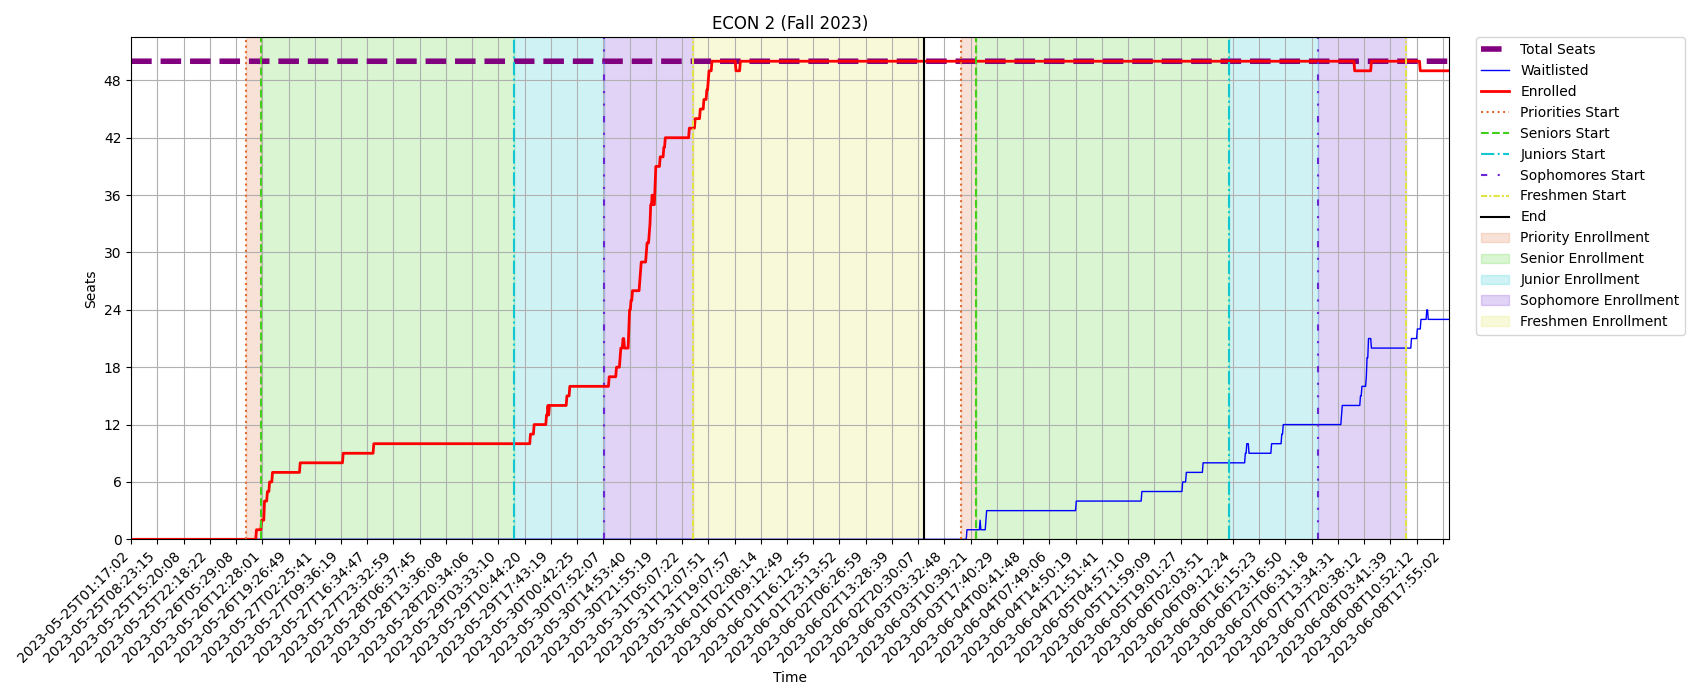 ECON 2 (Fall 2023)
Seats
48
42
36
30
24
18
12
6
0
2023-05-25T01:17:02
2023-05-25T08:23:15
2023-05-25T15:20:08
2023-05-25T22:18:22
2023-05-26T05:29:08
2023-05-26T12:28:01
2023-05-26T19:26:49
2023-05-27T02:25:41
2023-05-27T09:36:19
2023-05-27T16:34:47
2023-05-27T23:32:59
2023-05-28T06:37:45
2023-05-28T13:36:08
2023-05-28T20:34:06
2023-05-29T03:33:10
2023-05-29T10:44:20
2023-05-29T17:43:19
2023-05-30T00:42:25
2023-05-30T07:52:07
2023-05-30T14:53:40
2023-05-30T21:55:19
2023-05-31T05:07:22
2023-05-31T12:07:51
2023-05-31T19:07:57
2023-06-01T02:08:14
2023-06-01T09:12:49
2023-06-01T16:12:55
2023-06-01T23:13:52
2023-06-02T06:26:59
2023-06-02T13:28:39
2023-06-02T20:30:07
2023-06-03T03:32:48
2023-06-03T10:39:21
2023-06-03T17:40:29
2023-06-04T00:41:48
2023-06-04T07:49:06
2023-06-04T14:50:19
2023-06-04T21:51:41
2023-06-05T04:57:10
2023-06-05T11:59:09
2023-06-05T19:01:27
2023-06-06T02:03:51
2023-06-06T09:12:24
2023-06-06T16:15:23
2023-06-06T23:16:50
2023-06-07T06:31:18
2023-06-07T13:34:31
2023-06-07T20:38:12
2023-06-08T03:41:39
2023-06-08T10:52:12
2023-06-08T17:55:02
Time
Total Seats
Waitlisted
Enrolled
Priorities Start
Seniors Start
Juniors Start
Sophomores Start
Freshmen Start
End
Priority Enrollment
Senior Enrollment
Junior Enrollment
Sophomore Enrollment
Freshmen Enrollment